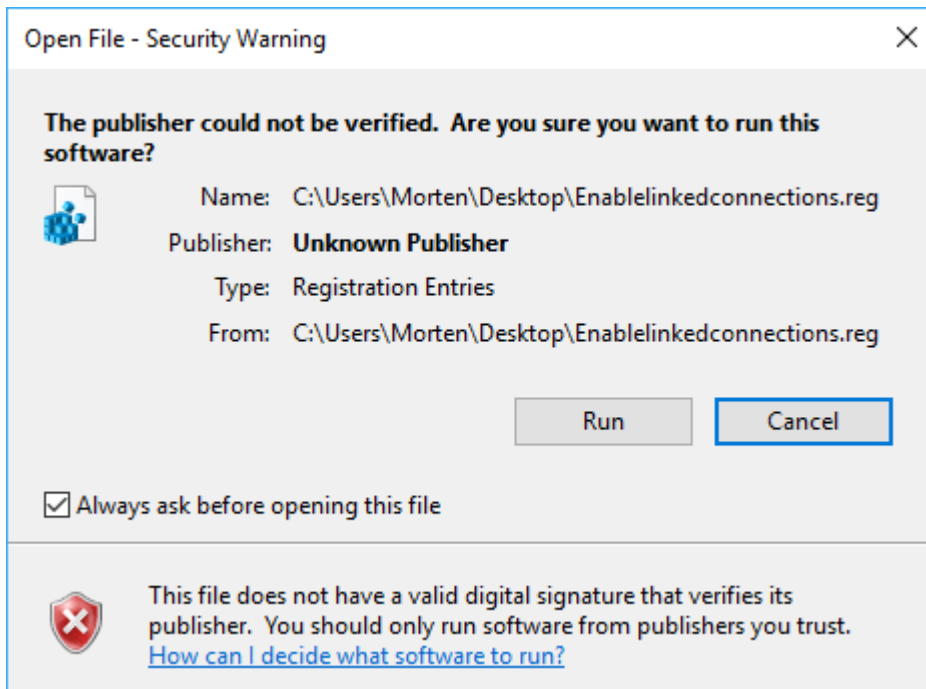 Open File - Security Warning
The publisher could not be verified.  Are you sure you want to run this
software?
Name: C:\Users\Morten\Desktop\Enablelinkedconnections.reg
Publisher: Unknown Publisher
Type: Registration Entries
From: C:\Users\Morten\Desktop\Enablelinkedconnections.reg
Run Cancel
Always ask before opening this file
This file does not have a valid digital signature that verifies its
publisher.  You should only run software from publishers you trust.
How can I decide what software to run?